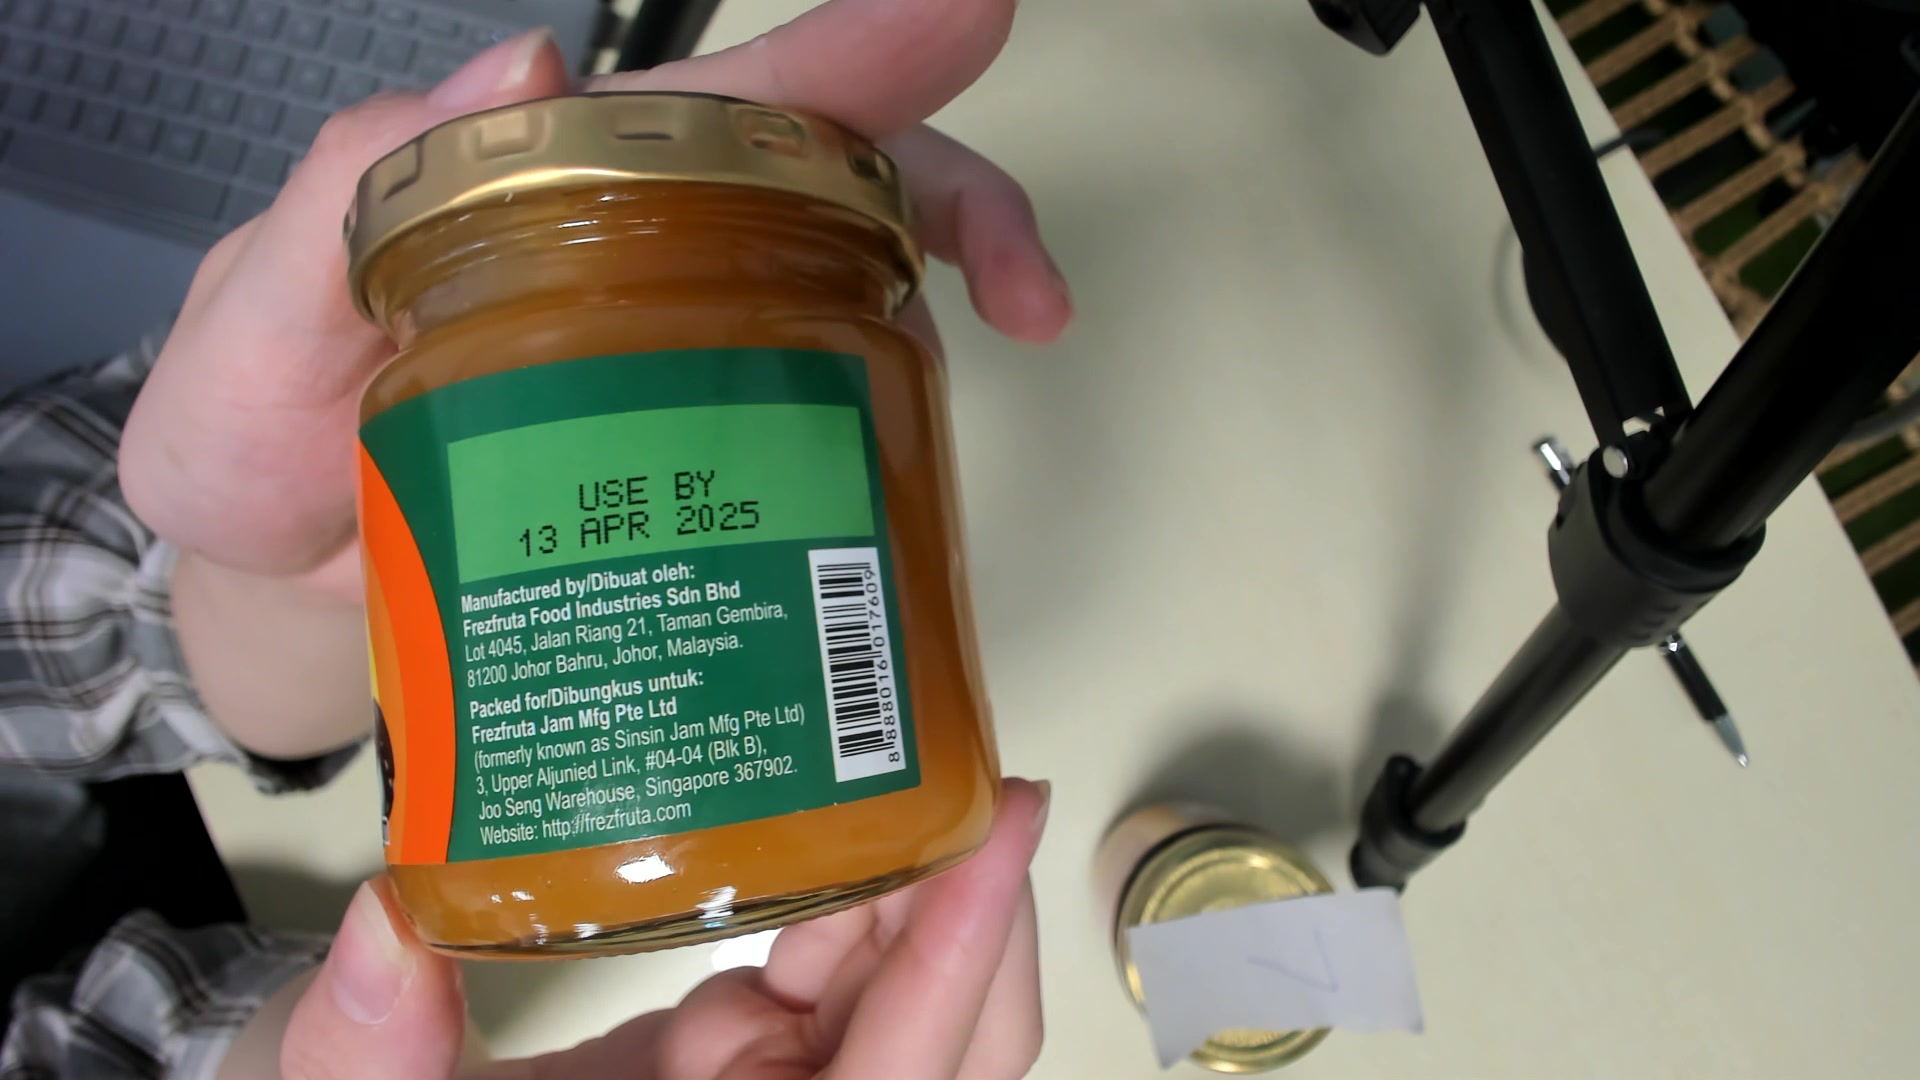 USE BY
13 APR 2025
Manufactured by/Dibuat oleh:
Frezfruta Food Industries Sdn Bhd
Lot 4045, Jalan Riang 21, Taman Gembira,
81200 Johor Bahru, Johor, Malaysia.
Packed for/Dibungkus untuk:
Frezfruta Jam Mfg Pte Ltd
(formerly known as Sinsin Jam Mfg Pte Ltd)
3, Upper Aljunied Link, #04-04 (Blk B),
Joo Seng Warehouse, Singapore 367902.
Website: http://frezfruta.com
8 888016 017609